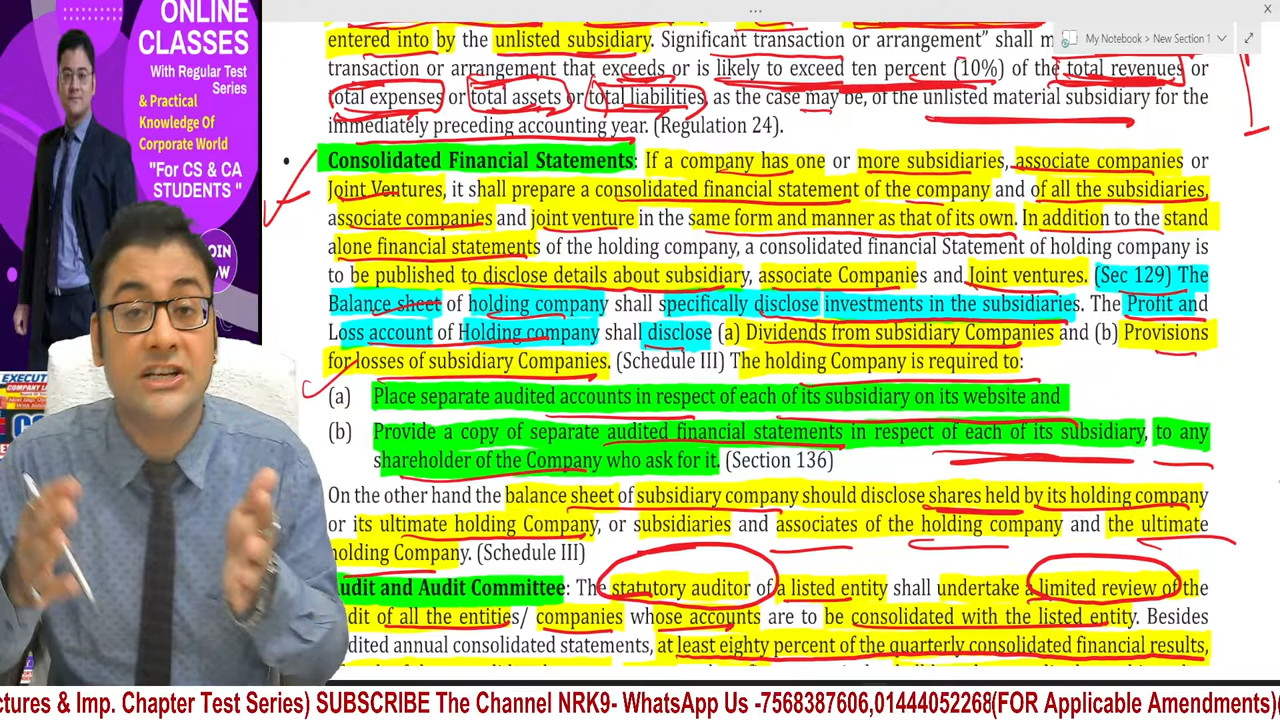 ONLINE
CLASSES
With Regular Test
Series
& Practical
Knowledge Of
Corporate World
"For CS & CA
STUDENTS "
OIN
OW
EXECUTI
My Notebook > New Section 1
entered into by the unlisted subsidiary. Significant transaction or arrangement" shall m
transaction or arrangement that exceeds or is likely to exceed ten percent (10%) of the total revenues or
total expenses or total assets or total liabilities, as the case may be, of the unlisted material subsidiary for the
immediately preceding accounting year. (Regulation 24).
• Consolidated Financial Statements: If a company has one or more subsidiaries, associate companies or
Joint Ventures, it shall prepare a consolidated financial statement of the company and of all the subsidiaries,
associate companies and joint venture in the same form and manner as that of its own. In addition to the stand
alone financial statements of the holding company, a consolidated financial Statement of holding company is
to be published to disclose details about subsidiary, associate Companies and Joint ventures. (Sec 129) The
Balance sheet of holding company shall specifically disclose investments in the subsidiaries. The Profit and
Loss account of Holding company shall disclose (a) Dividends from subsidiary Companies and (b) Provisions
for losses of subsidiary Companies. (Schedule III) The holding Company is required to:
(a) Place separate audited accounts in respect of each of its subsidiary on its website and
(b) Provide a copy of separate audited financial statements in respect of each of its subsidiary, to any
shareholder of the Company who ask for it. (Section 136)
On the other hand the balance sheet of subsidiary company should disclose shares held by its holding company
or its ultimate holding Company, or subsidiaries and associates of the holding company and the ultimate
holding Company. (Schedule III)
udit and Audit Committee: The statutory auditor of a listed entity shall undertake a limited review of the
dit of all the entities/ companies whose accounts are to be consolidated with the listed entity. Besides
dited annual consolidated statements, at least eighty percent of the quarterly consolidated financial results,
ctures & Imp. Chapter Test Series) SUBSCRIBE The Channel NRK9- WhatsApp Us -7568387606,01444052268(FOR Applicable Amendments)